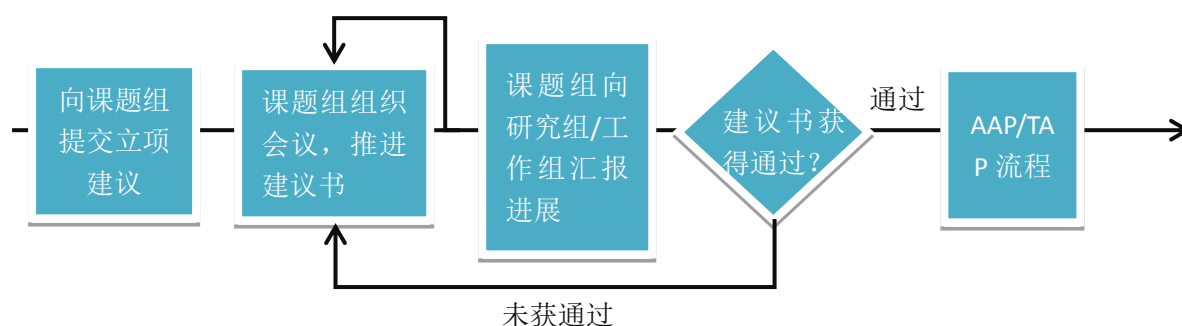 向课题组
提交立项
建议
课题组组织
会议，推进
建议书
课题组向
研究组/工
作组汇报
进展
建议书获
得通过？
通过
AAP/TA
P 流程
未获通过